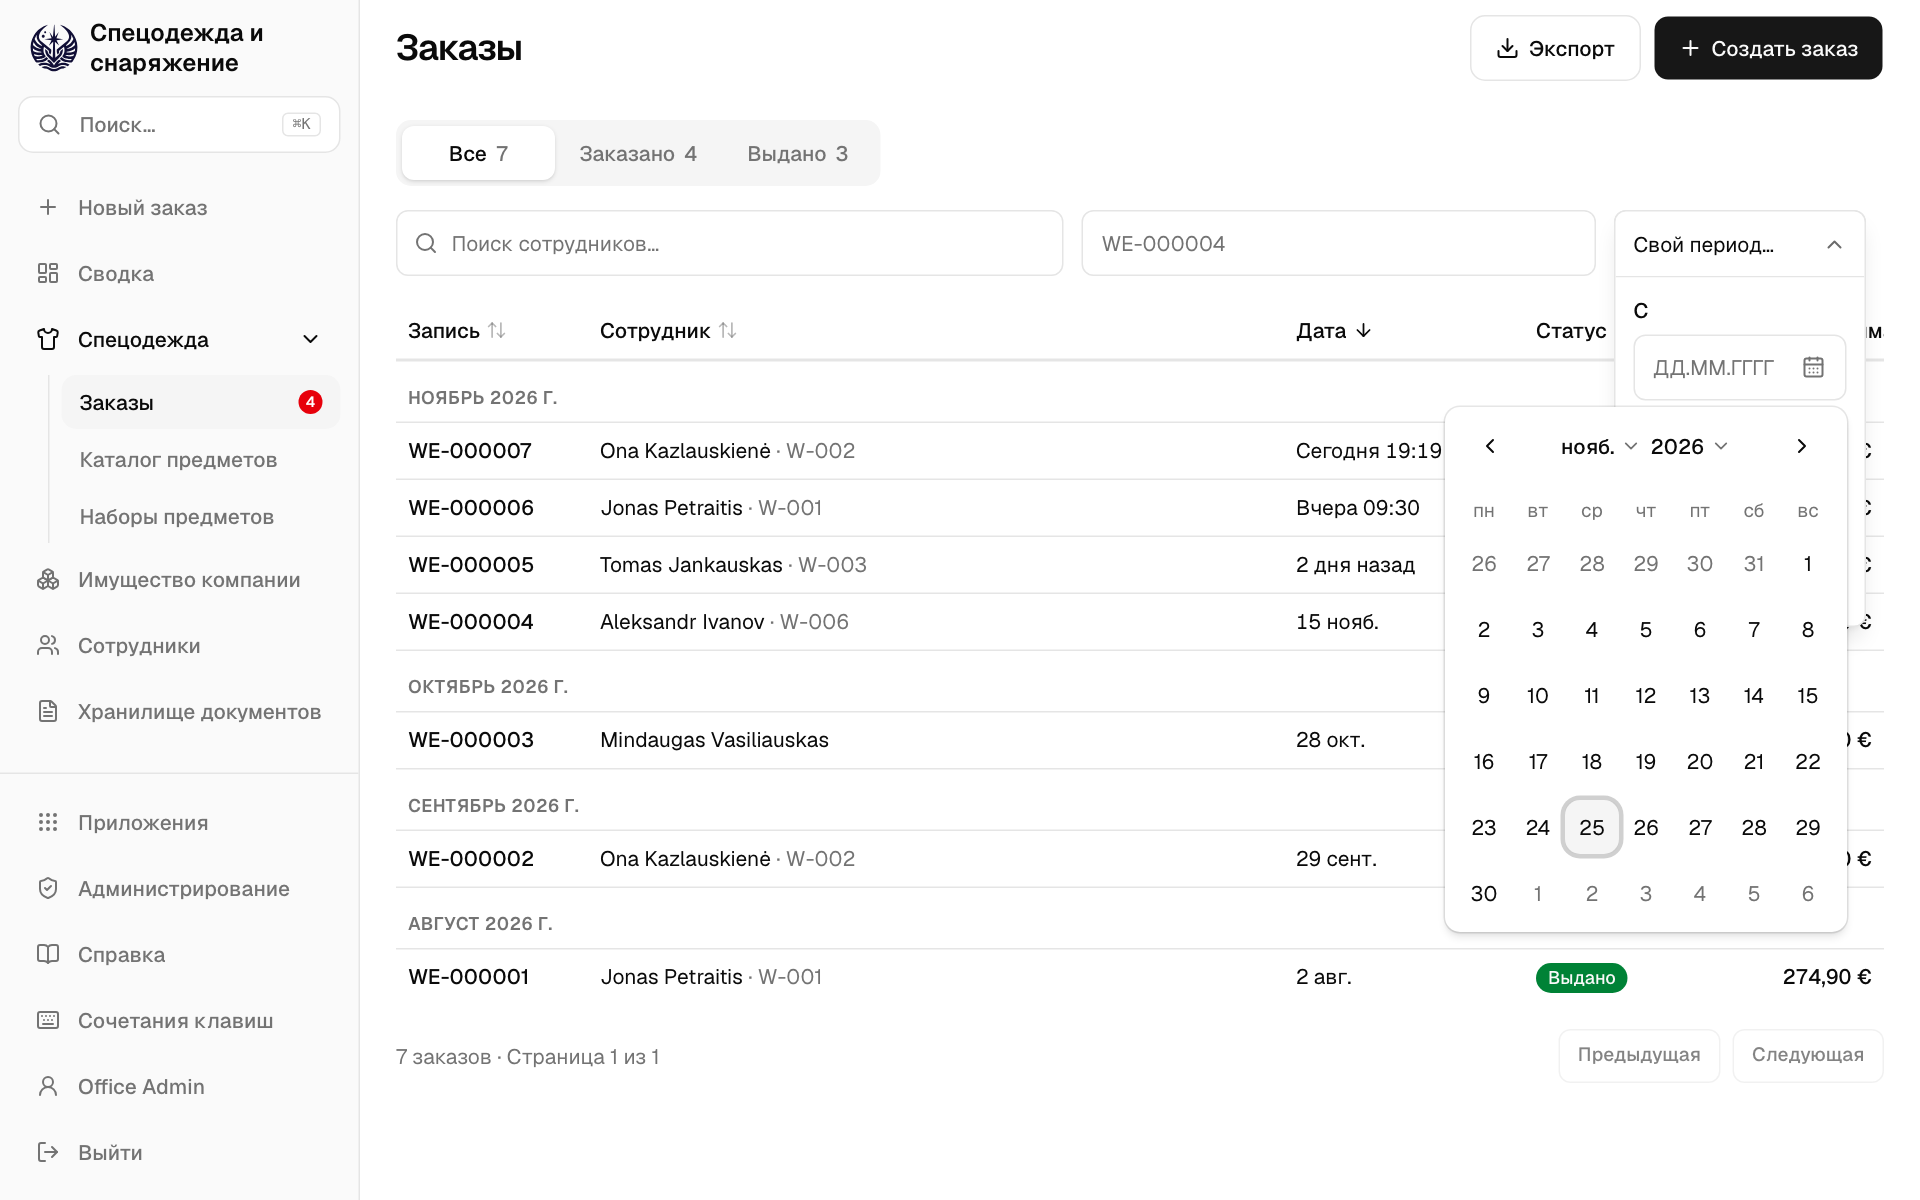 Спецодежда и
снаряжение
Поиск...
⌘K
Новый заказ
Сводка
Спецодежда
Заказы
4
Каталог предметов
Наборы предметов
Имущество компании
Сотрудники
Хранилище документов
Приложения
Администрирование
Справка
Сочетания клавиш
Office Admin
Выйти
Заказы
Экспорт
Создать заказ
Все 7
Заказано 4
Выдано 3
Поиск сотрудников...
WE-000004
Свой период...
С
ДД.ММ.ГГГГ
Запись
Сотрудник
Дата
Статус
НОЯБРЬ 2026 Г.
WE-000007 Ona Kazlauskienė · W-002 Сегодня 19:19
WE-000006 Jonas Petraitis · W-001 Вчера 09:30
WE-000005 Tomas Jankauskas · W-003 2 дня назад
WE-000004 Aleksandr Ivanov · W-006 15 нояб.
ОКТЯБРЬ 2026 Г.
WE-000003 Mindaugas Vasiliauskas 28 окт. €
СЕНТЯБРЬ 2026 Г.
WE-000002 Ona Kazlauskienė · W-002 29 сент. €
АВГУСТ 2026 Г.
WE-000001 Jonas Petraitis · W-001 2 авг. Выдано 274,90 €
нояб. 2026
пн вт ср чт пт сб вс
26 27 28 29 30 31 1
2 3 4 5 6 7 8
9 10 11 12 13 14 15
16 17 18 19 20 21 22
23 24 25 26 27 28 29
30 1 2 3 4 5 6
7 заказов · Страница 1 из 1
Предыдущая
Следующая